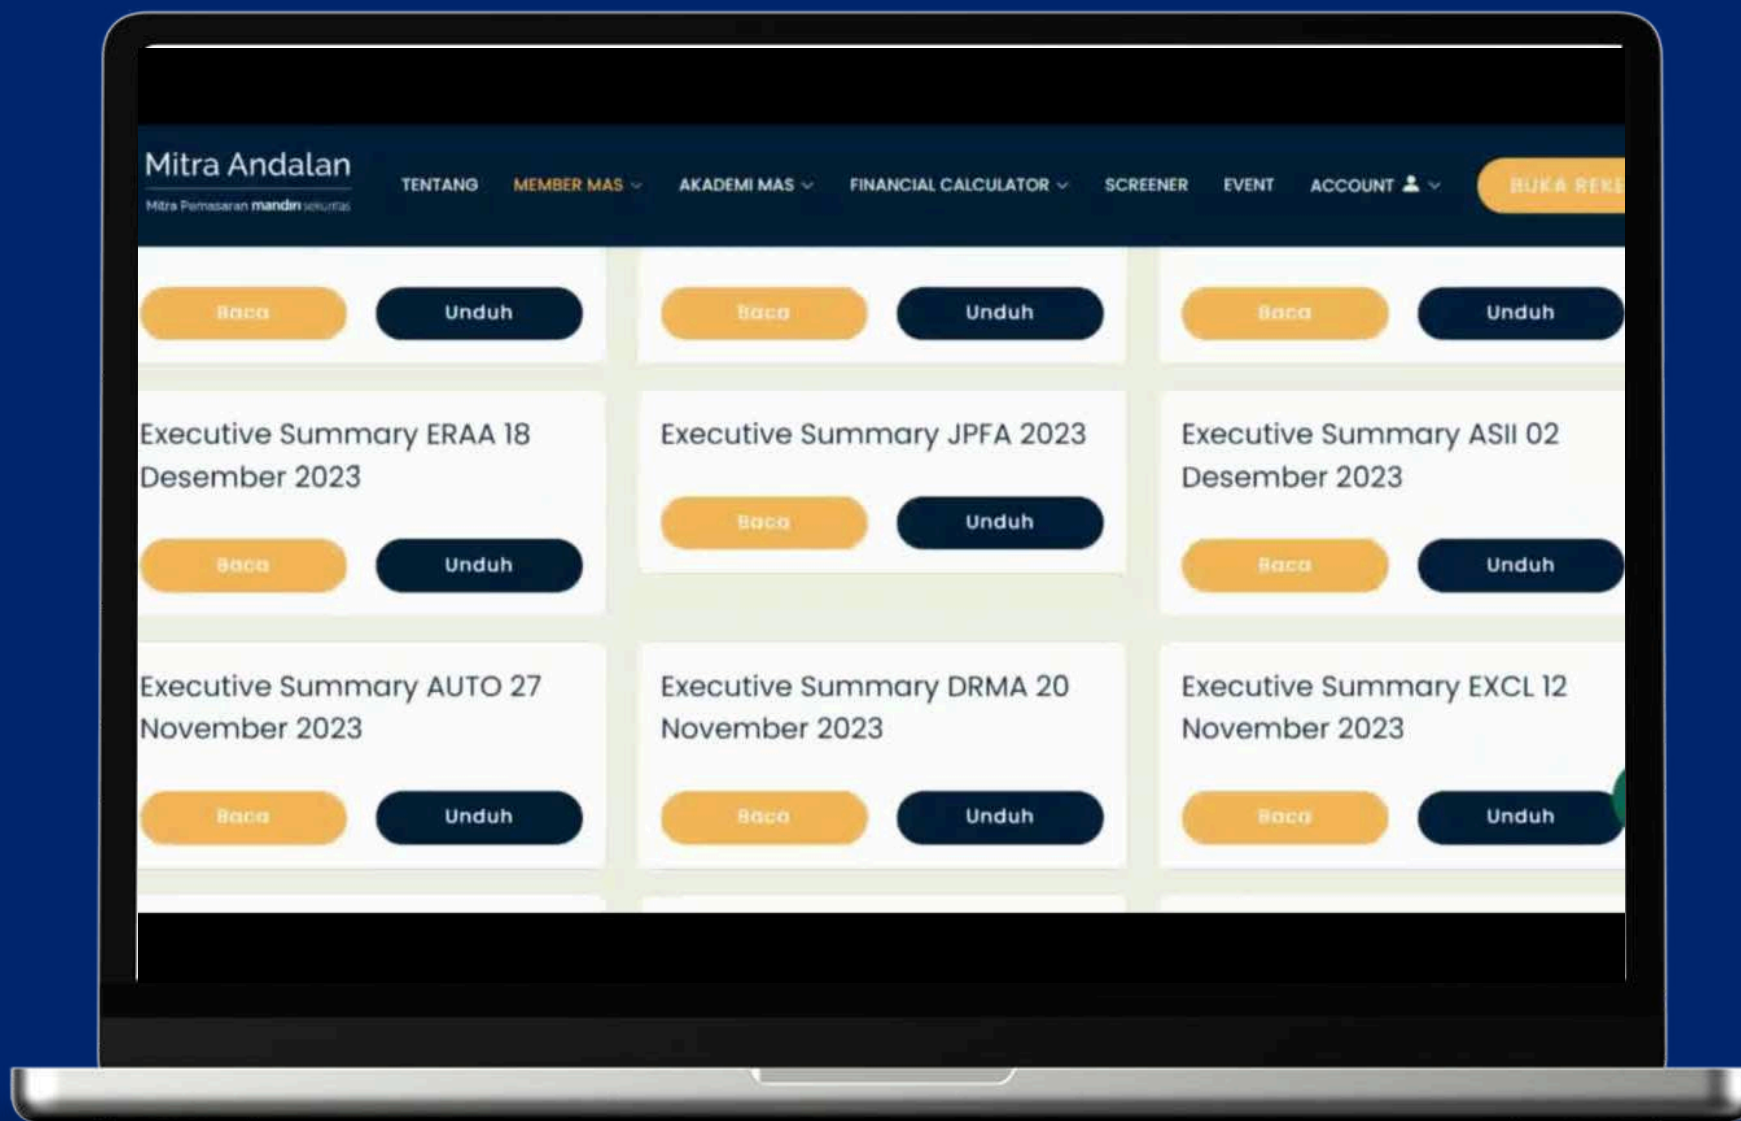 Mitra Andalan
Mitra Pemasaran mandiri sekuritas
TENTANG MEMBER MAS AKADEMI MAS FINANCIAL CALCULATOR SCREENER EVENT ACCOUNT BUKA REKE
Baca Unduh Baca Unduh Baca Unduh
Executive Summary ERAA 18
Desember 2023
Baca Unduh
Executive Summary JPFA 2023
Baca Unduh
Executive Summary ASII 02
Desember 2023
Baca Unduh
Executive Summary AUTO 27
November 2023
Baca Unduh
Executive Summary DRMA 20
November 2023
Baca Unduh
Executive Summary EXCL 12
November 2023
Baca Unduh